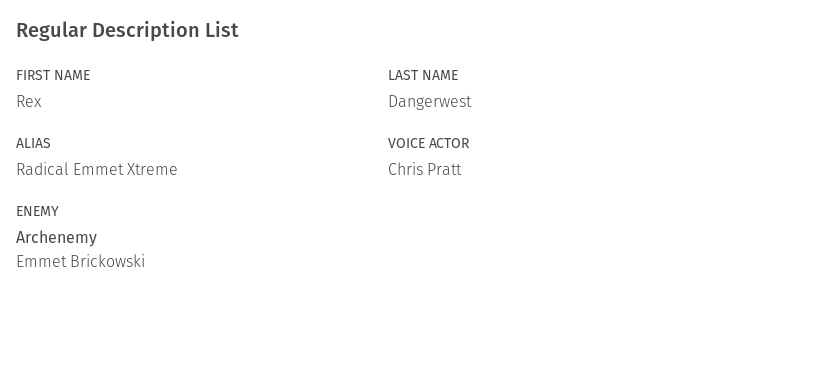 Regular Description List
FIRST NAME
Rex
LAST NAME
Dangerwest
ALIAS
Radical Emmet Xtreme
VOICE ACTOR
Chris Pratt
ENEMY
Archenemy
Emmet Brickowski